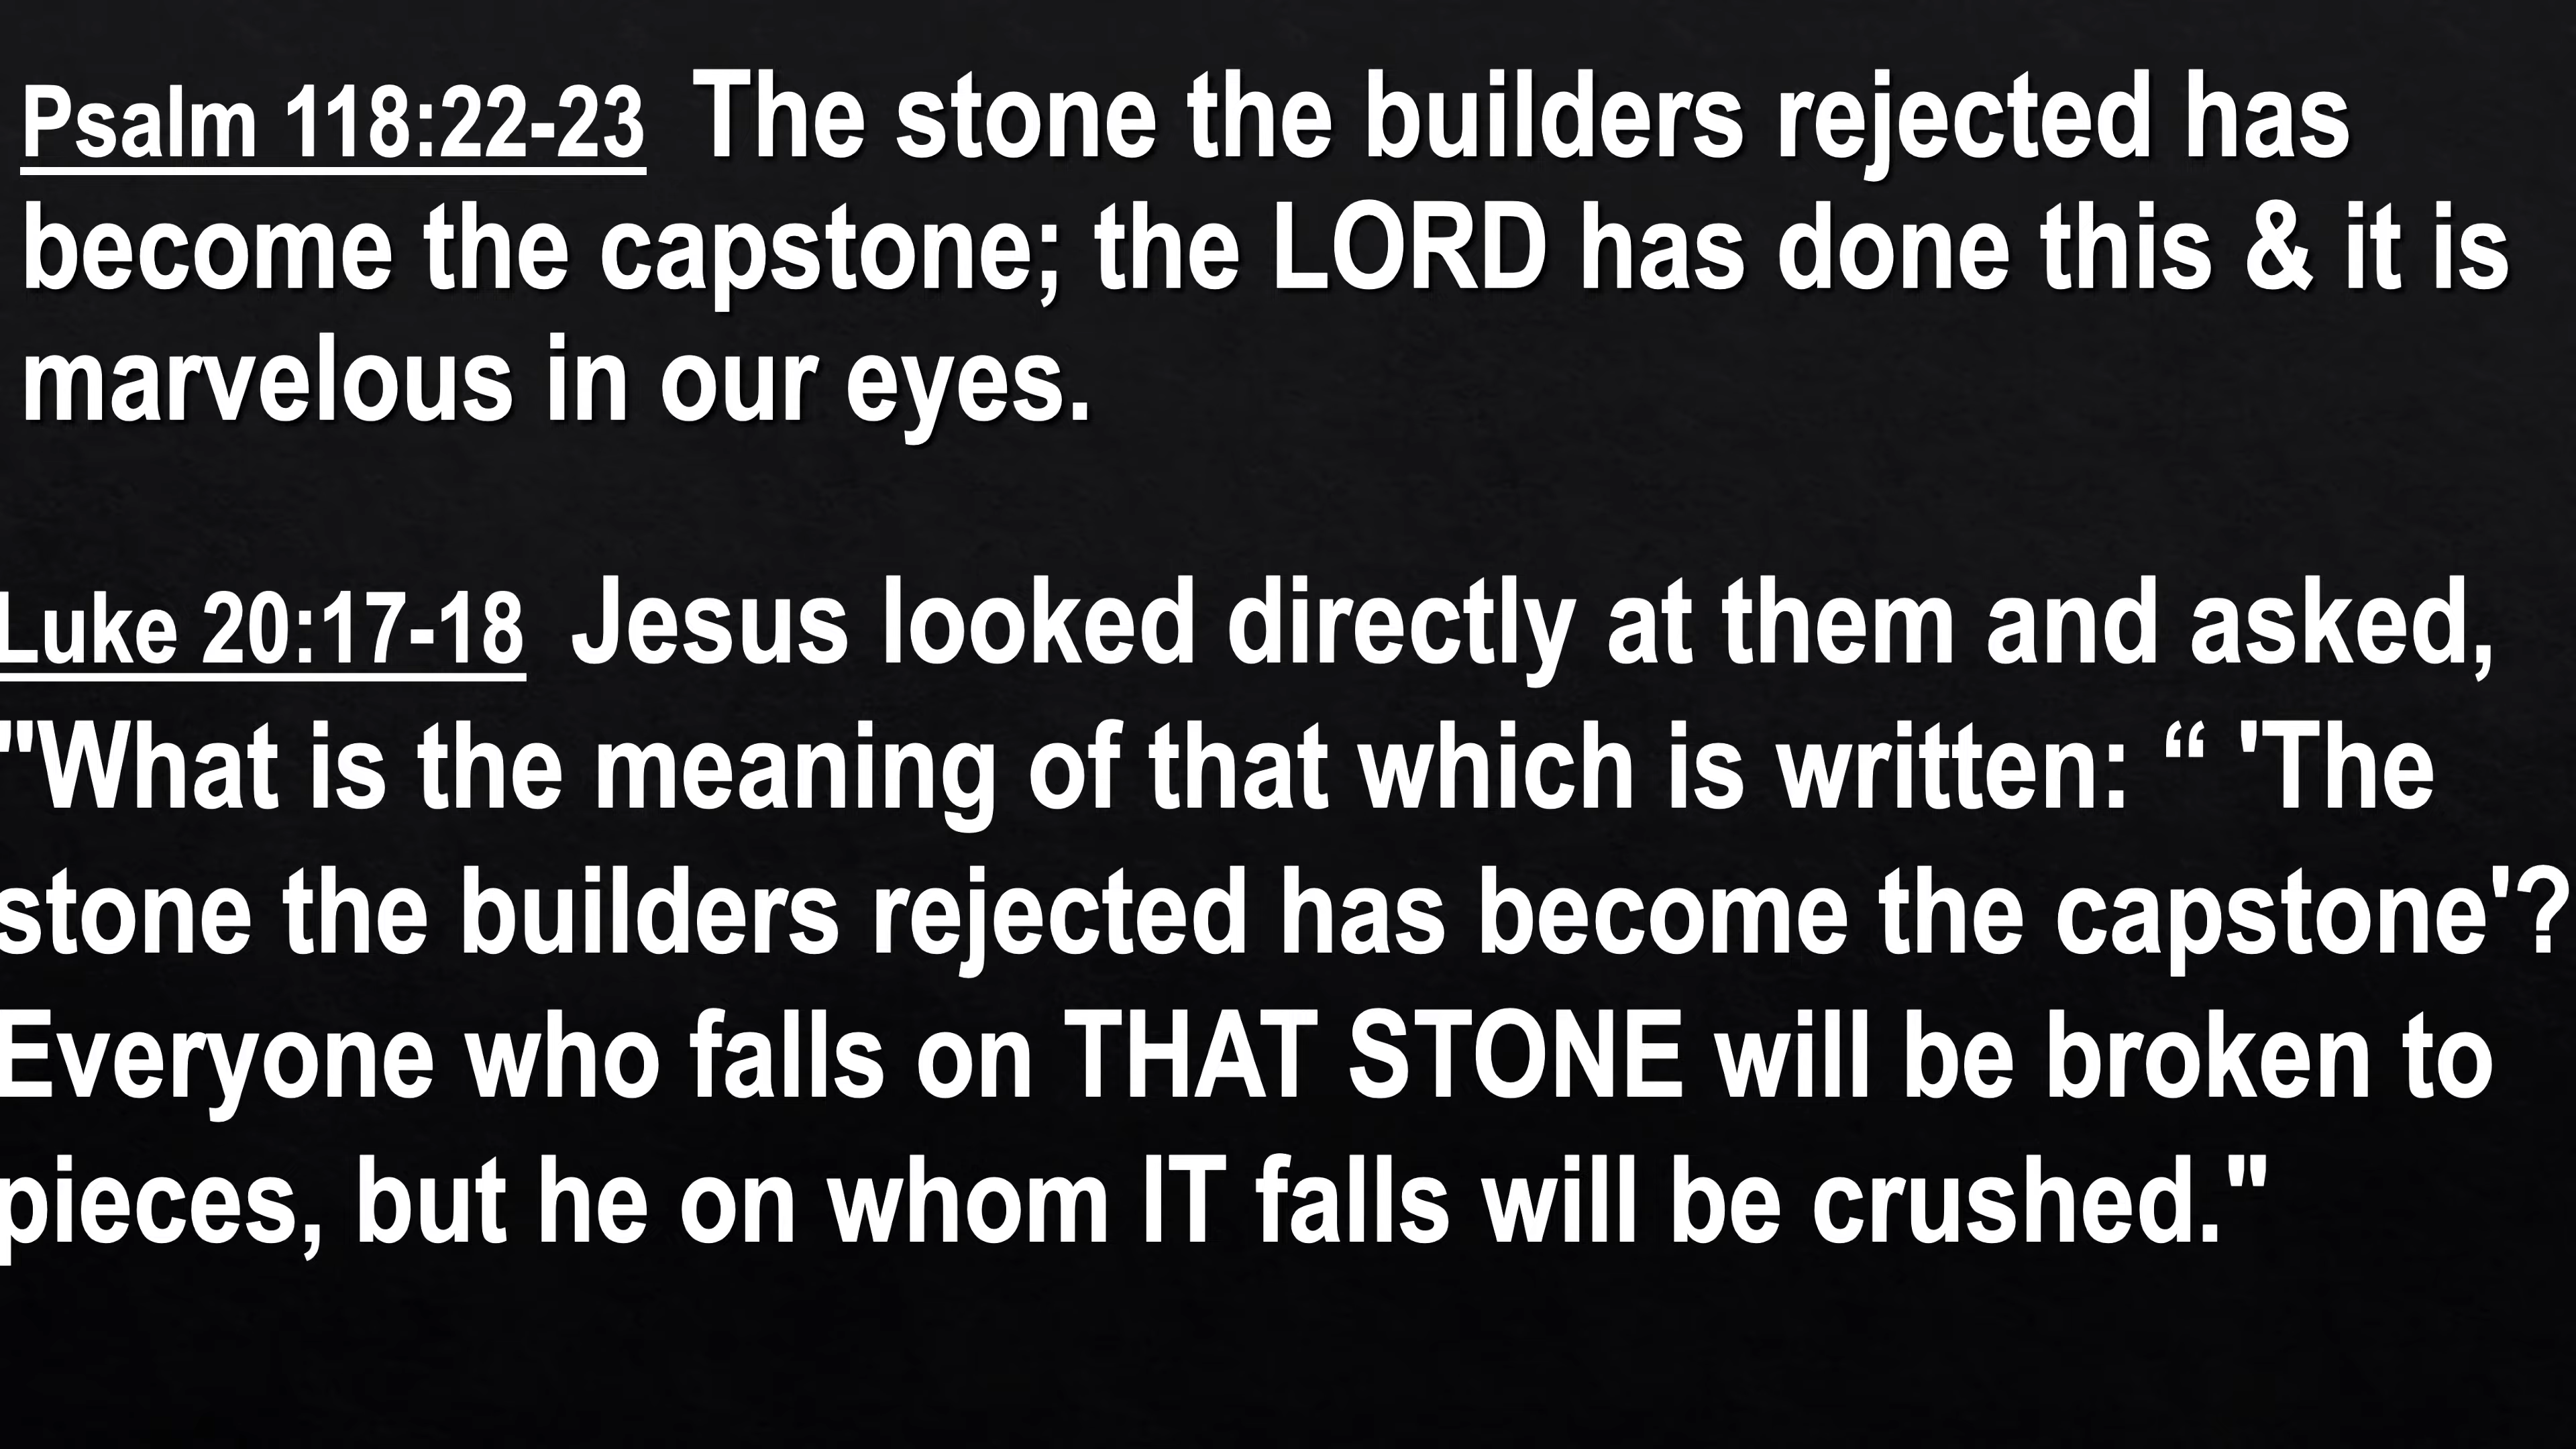 Psalm 118:22-23  The stone the builders rejected has
become the capstone; the LORD has done this & it is
marvelous in our eyes.
Luke 20:17-18  Jesus looked directly at them and asked,
"What is the meaning of that which is written: “ 'The
stone the builders rejected has become the capstone'?
Everyone who falls on THAT STONE will be broken to
pieces, but he on whom IT falls will be crushed."